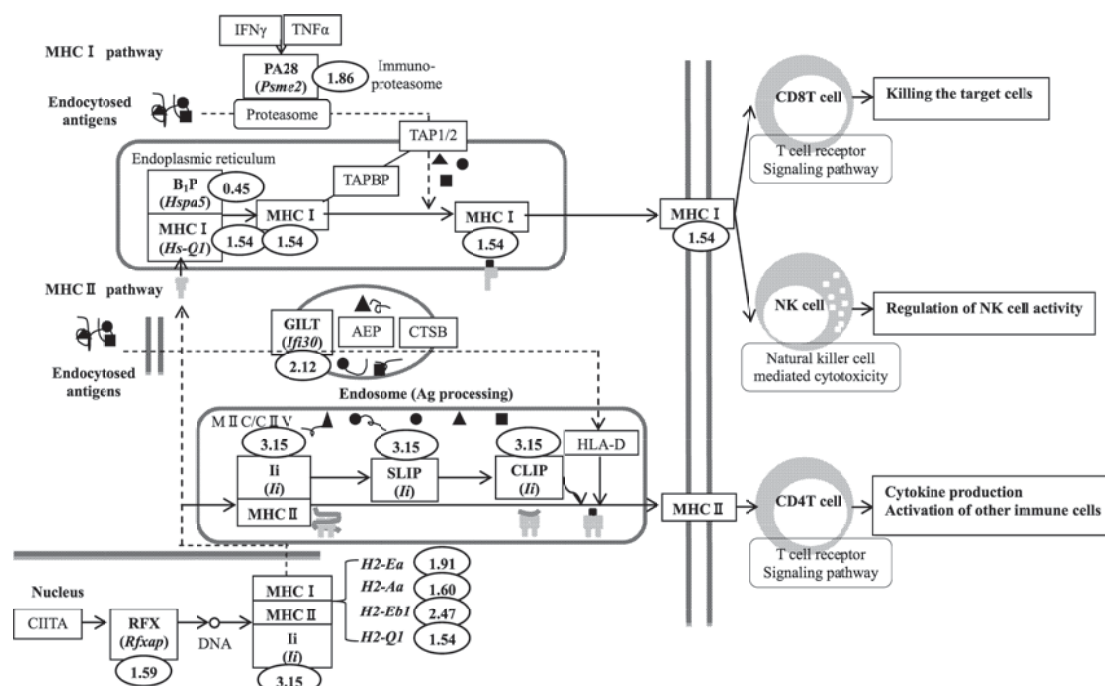 IFNγ
TNFα
MHC Ⅰ pathway
PA28
(Psme2)
1.86
Immuno-
proteasome
Endocytosed
antigens
Proteasome
TAP1/2
Endoplasmic reticulum
TAPBP
B₁P
(Hspa5)
0.45
MHC Ⅰ
(Hs-Q1)
1.54
MHC Ⅰ
1.54
MHC Ⅰ
1.54
MHC Ⅰ
1.54
CD8T cell
T cell receptor
Signaling pathway
Killing the target cells
NK cell
Natural killer cell
mediated cytotoxicity
Regulation of NK cell activity
MHC Ⅱ pathway
Endocytosed
antigens
GILT
(Ifi30)
2.12
AEP
CTSB
Endosome (Ag processing)
M Ⅱ C/C Ⅱ V
3.15
Ii
(Ii)
MHC Ⅱ
3.15
SLIP
(Ii)
3.15
CLIP
(Ii)
HLA-D
MHC Ⅱ
CD4T cell
T cell receptor
Signaling pathway
Cytokine production
Activation of other immune cells
Nucleus
CIITA
RFX
(Rfxap)
1.59
DNA
MHC Ⅰ
MHC Ⅱ
Ii
(Ii)
3.15
H2-Ea
1.91
H2-Aa
1.60
H2-Eb1
2.47
H2-Q1
1.54